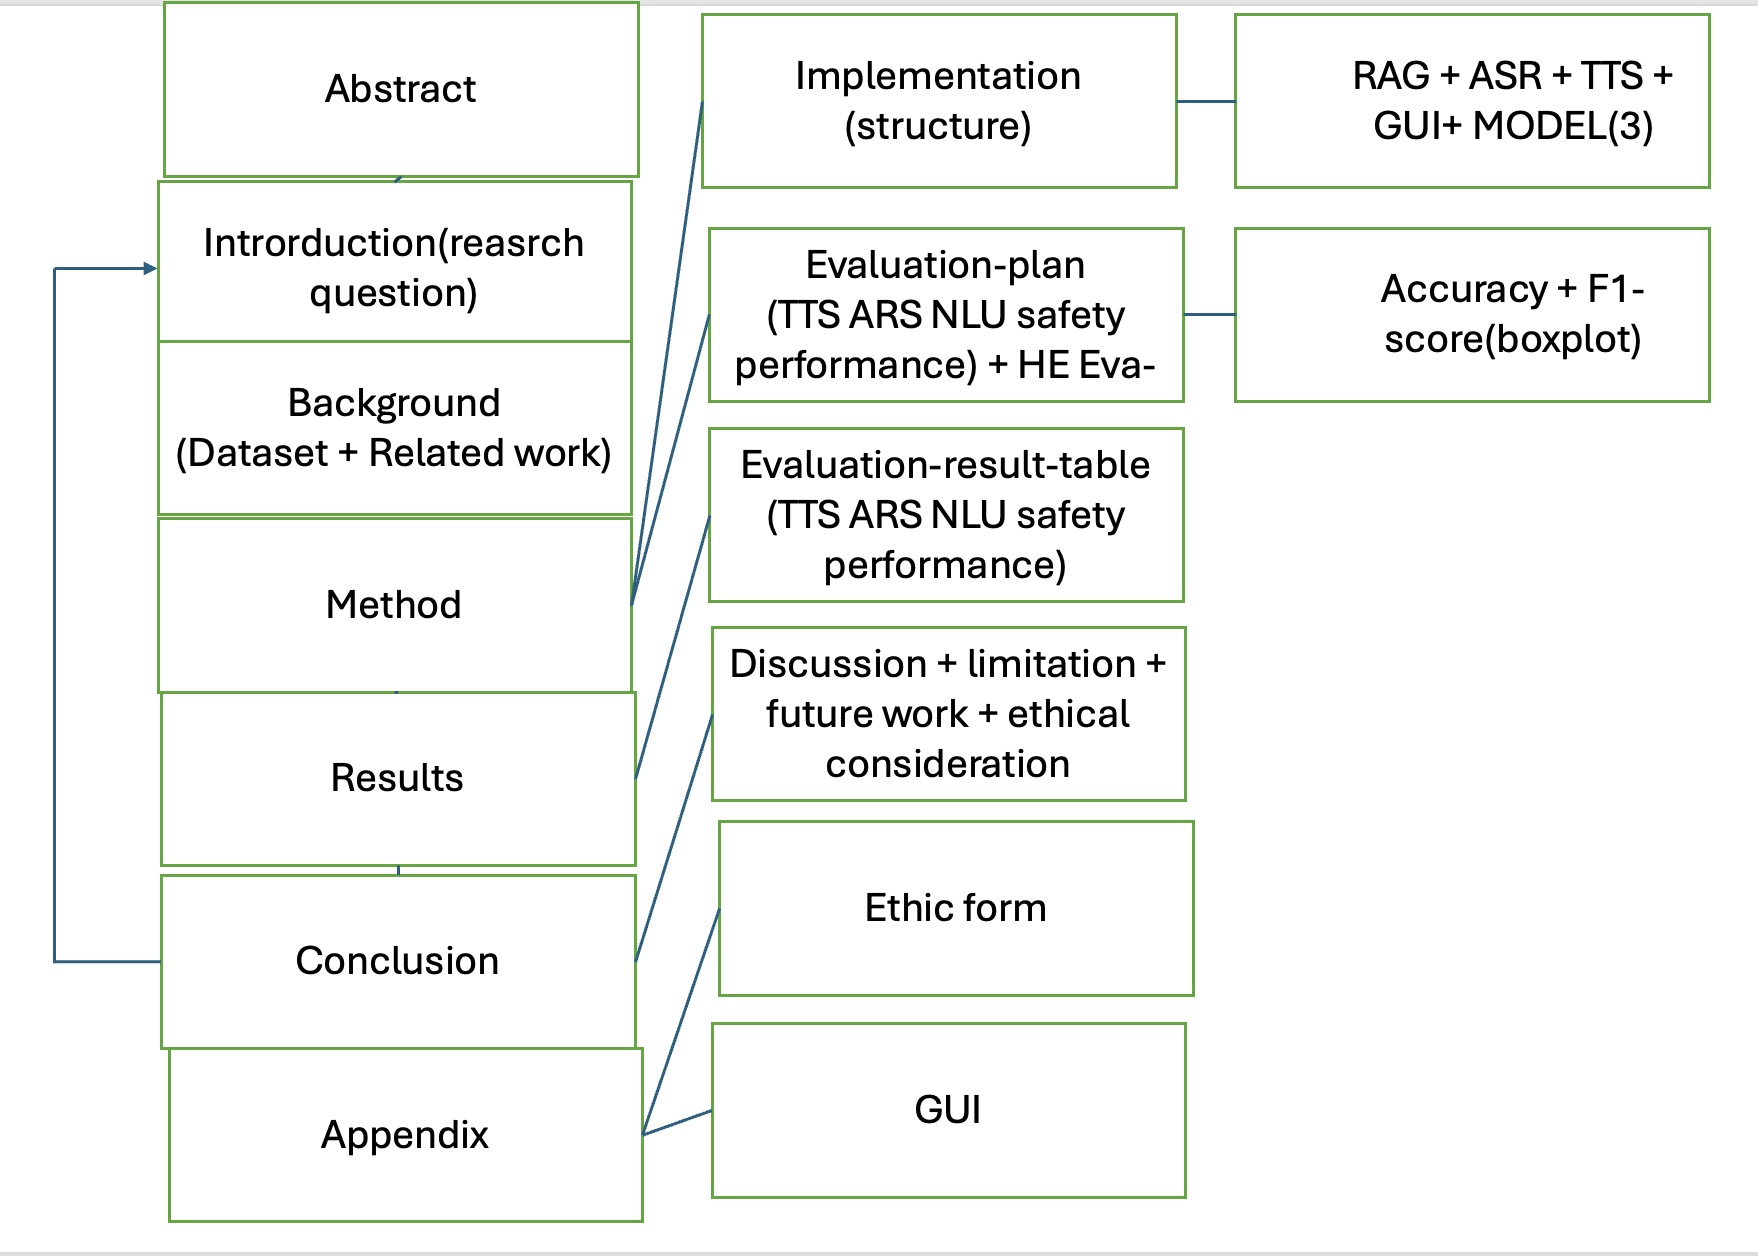 Abstract
Introrduction(reasrch
question)
Background
(Dataset + Related work)
Method
Results
Conclusion
Appendix
Implementation
(structure)
Evaluation-plan
(TTS ARS NLU safety
performance) + HE Eva-
Evaluation-result-table
(TTS ARS NLU safety
performance)
Discussion + limitation +
future work + ethical
consideration
Ethic form
GUI
RAG + ASR + TTS +
GUI+ MODEL(3)
Accuracy + F1-
score(boxplot)